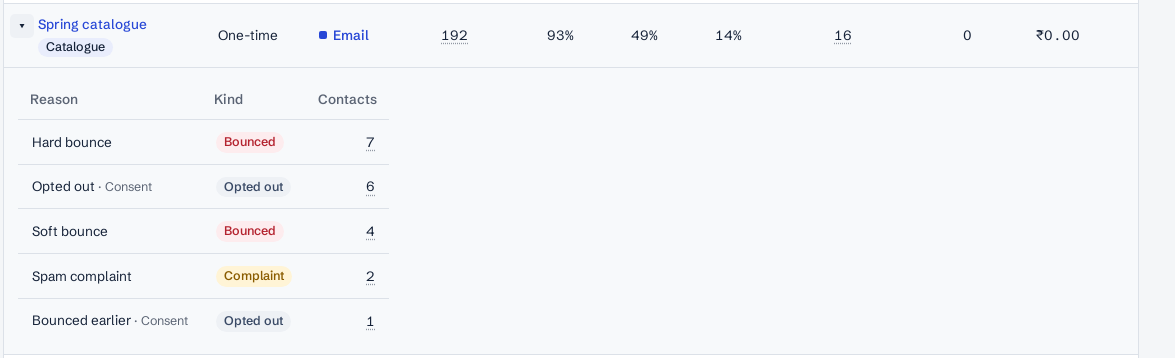 Spring catalogue
Catalogue
One-time Email 192 93% 49% 14% 16 0 ₹0.00
Reason Kind Contacts
Hard bounce Bounced 7
Opted out · Consent Opted out 6
Soft bounce Bounced 4
Spam complaint Complaint 2
Bounced earlier · Consent Opted out 1